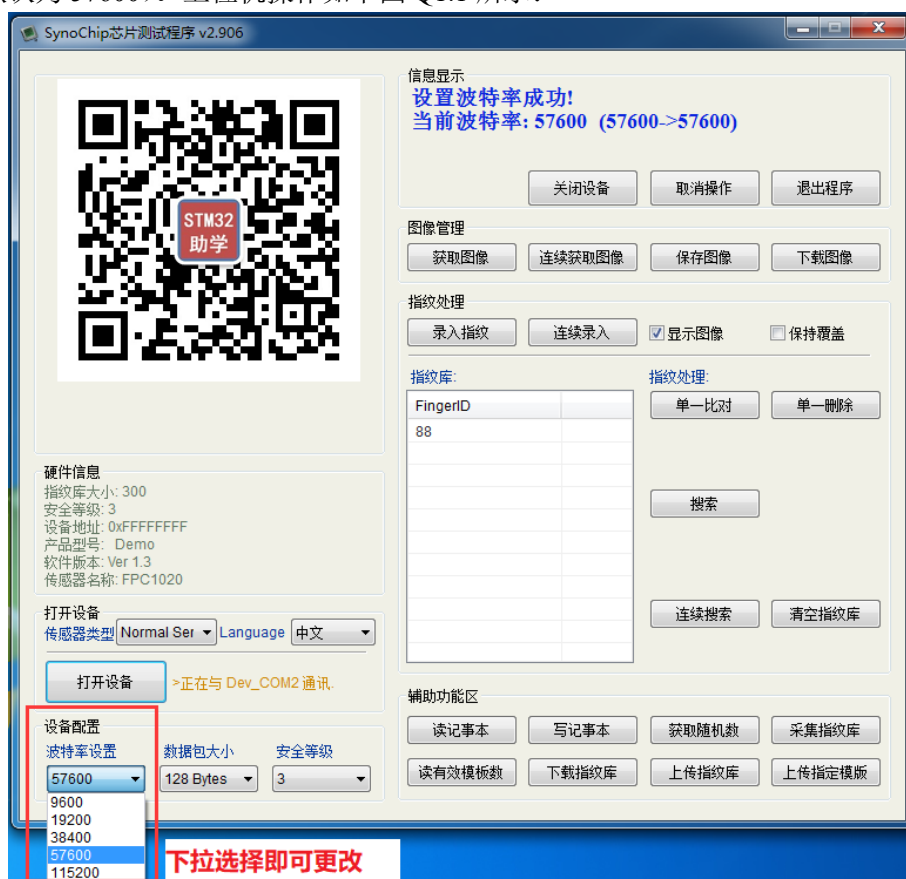 SynoChip芯片测试程序 v2.906
STM32
助学
信息显示
设置波特率成功!
当前波特率: 57600 (57600->57600)
关闭设备 取消操作 退出程序
图像管理
获取图像 连续获取图像 保存图像 下载图像
指纹处理
录入指纹 连续录入 显示图像 保持覆盖
指纹库: 指纹处理:
FingerID
单一比对 单一删除
88
搜索
连续搜索 清空指纹库
硬件信息
指纹库大小: 300
安全等级: 3
设备地址: 0xFFFFFFFF
产品型号: Demo
软件版本: Ver 1.3
传感器名称: FPC1020
打开设备
传感器类型 Normal Ser Language 中文
打开设备 >正在与 Dev_COM2 通讯.
设备配置
波特率设置 数据包大小 安全等级
57600 128 Bytes 3
9600
19200
38400
57600
115200
辅助功能区
读记事本 写记事本 获取随机数 采集指纹库
读有效模板数 下载指纹库 上传指纹库 上传指定模版
下拉选择即可更改